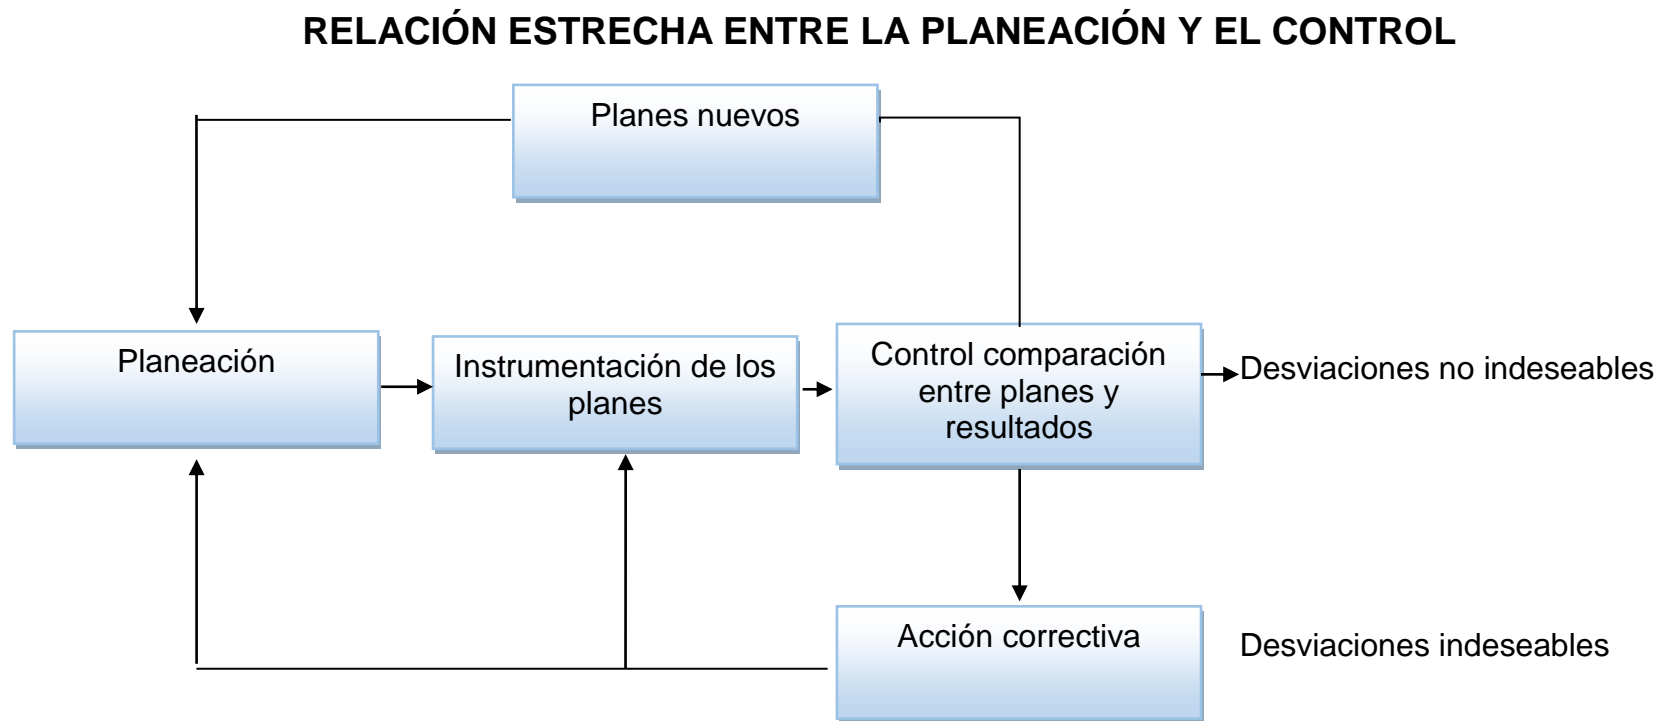 RELACIÓN ESTRECHA ENTRE LA PLANEACIÓN Y EL CONTROL
Planes nuevos
Planeación
Instrumentación de los
planes
Control comparación
entre planes y
resultados
Desviaciones no indeseables
Acción correctiva
Desviaciones indeseables